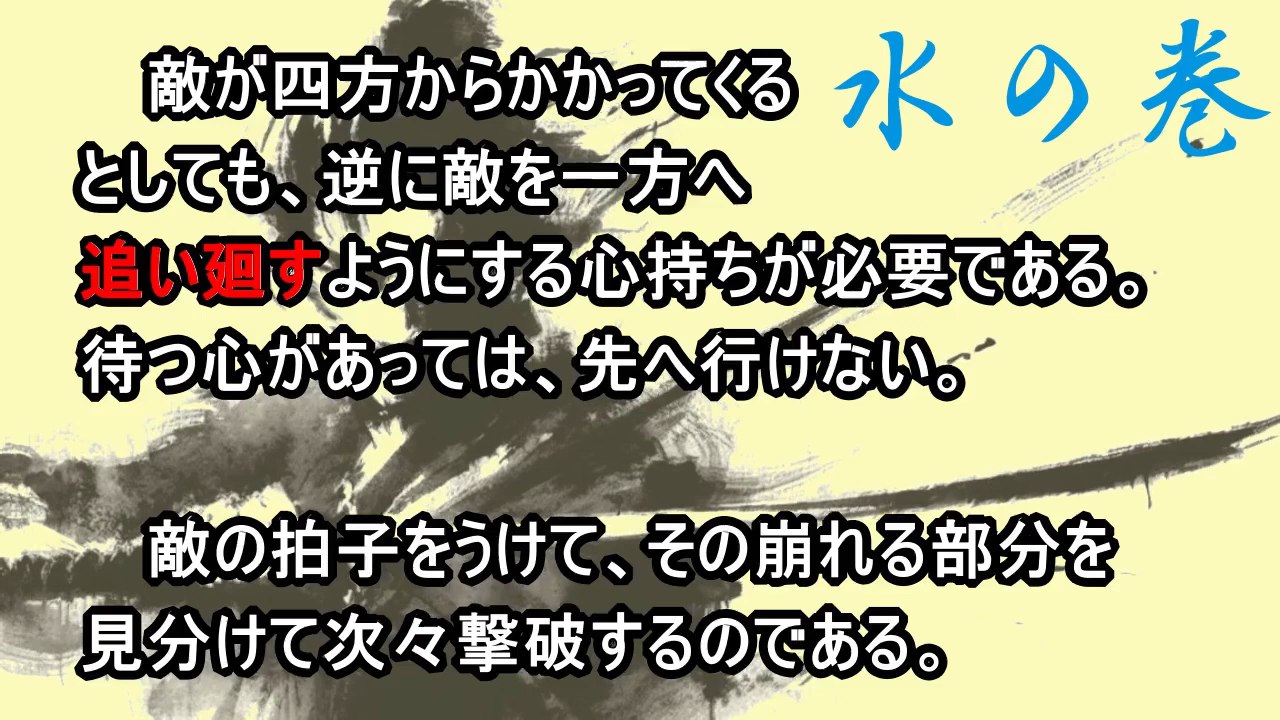 水の巻
敵が四方からかかってくる
としても、逆に敵を一方へ
追い廻すようにする心持ちが必要である。
待つ心があっては、先へ行けない。
敵の拍子をうけて、その崩れる部分を
見分けて次々撃破するのである。